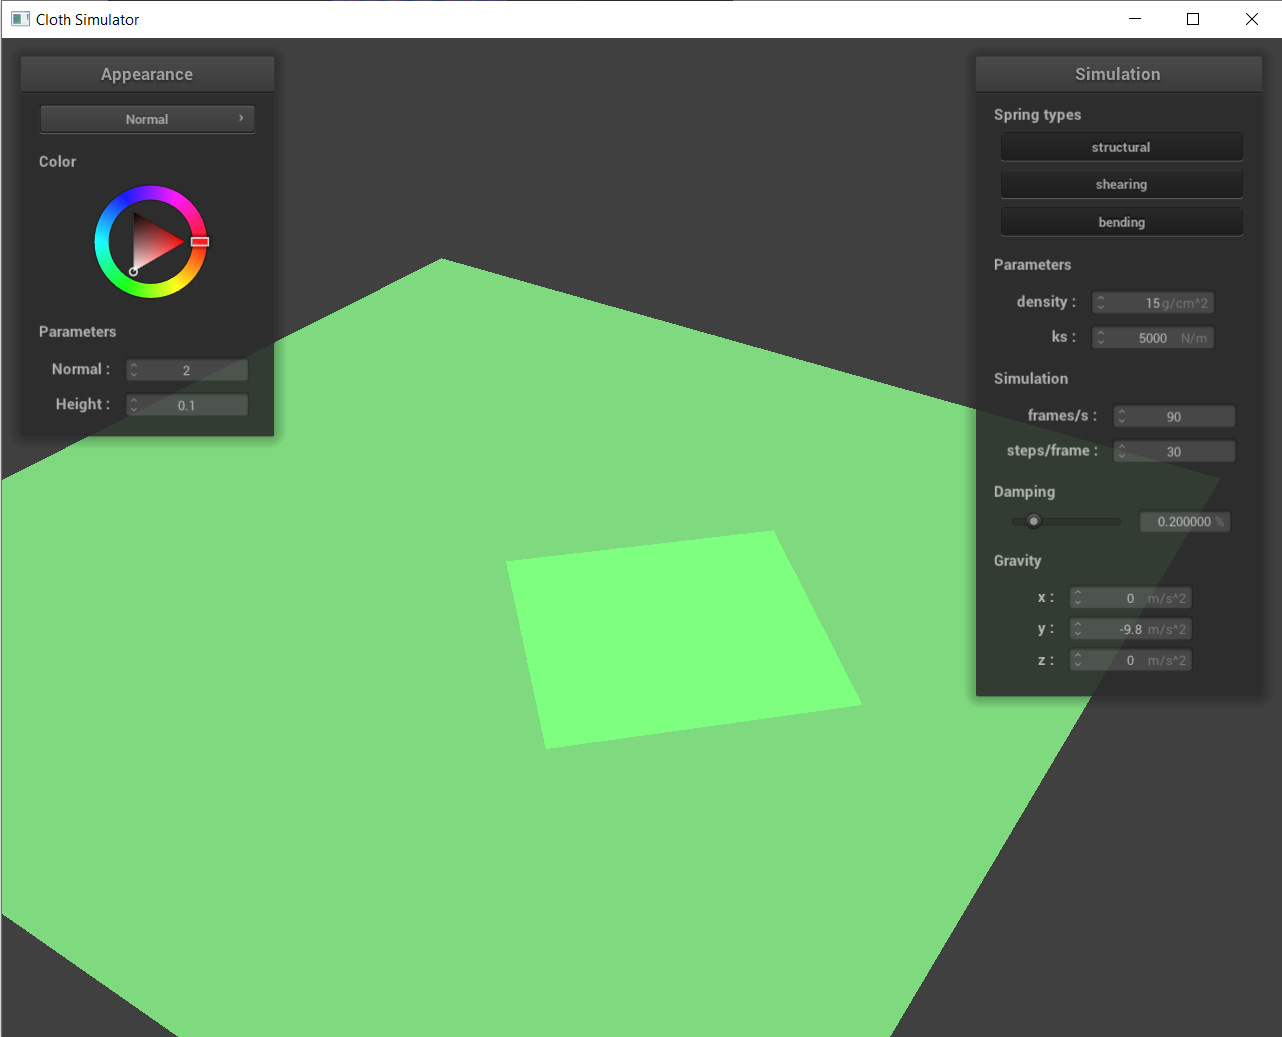 Cloth Simulator
Appearance
Normal
Color
Parameters
Normal : 2
Height : 0.1
Simulation
Spring types
structural
shearing
bending
Parameters
density : 15 g/cm^2
ks : 5000 N/m
Simulation
frames/s : 90
steps/frame : 30
Damping
0.200000 %
Gravity
x : 0 m/s^2
y : -9.8 m/s^2
z : 0 m/s^2